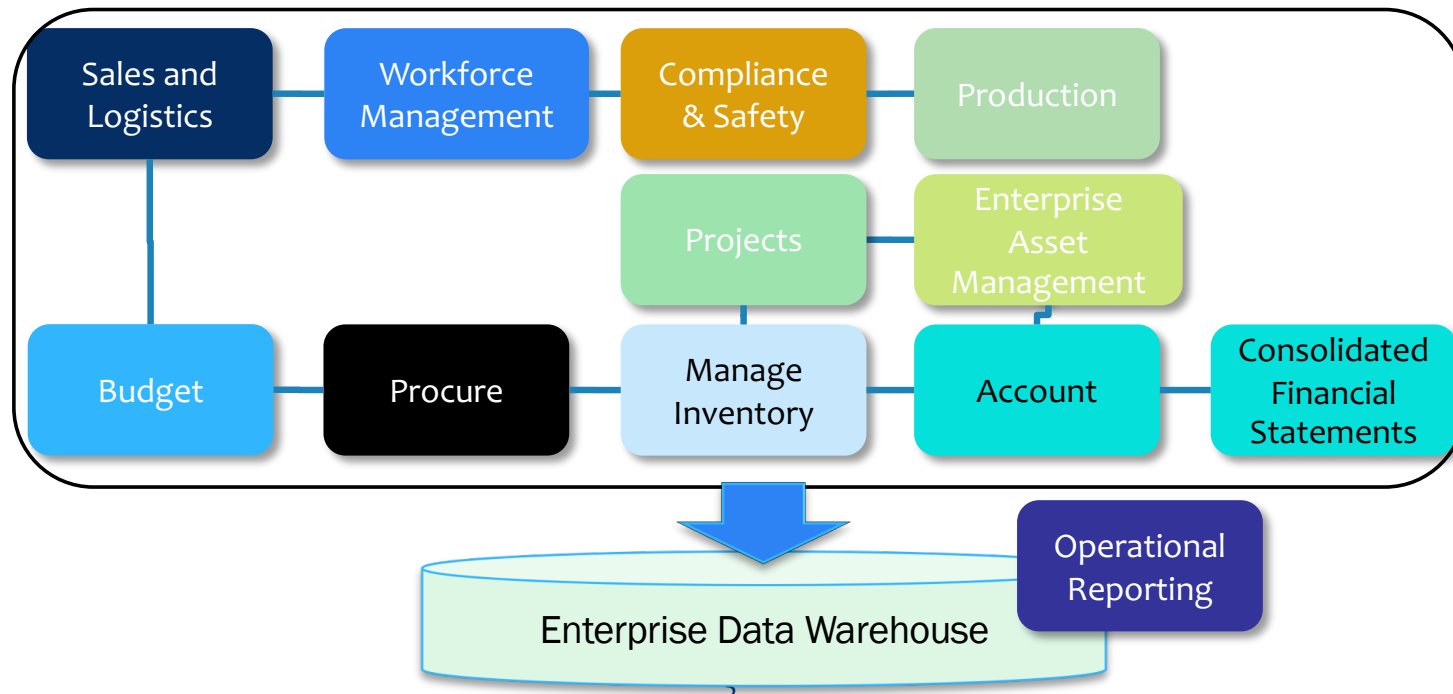 Sales and
Logistics
Workforce
Management
Compliance
& Safety
Production
Projects
Enterprise
Asset
Management
Budget
Procure
Manage
Inventory
Account
Consolidated
Financial
Statements
Operational
Reporting
Enterprise Data Warehouse